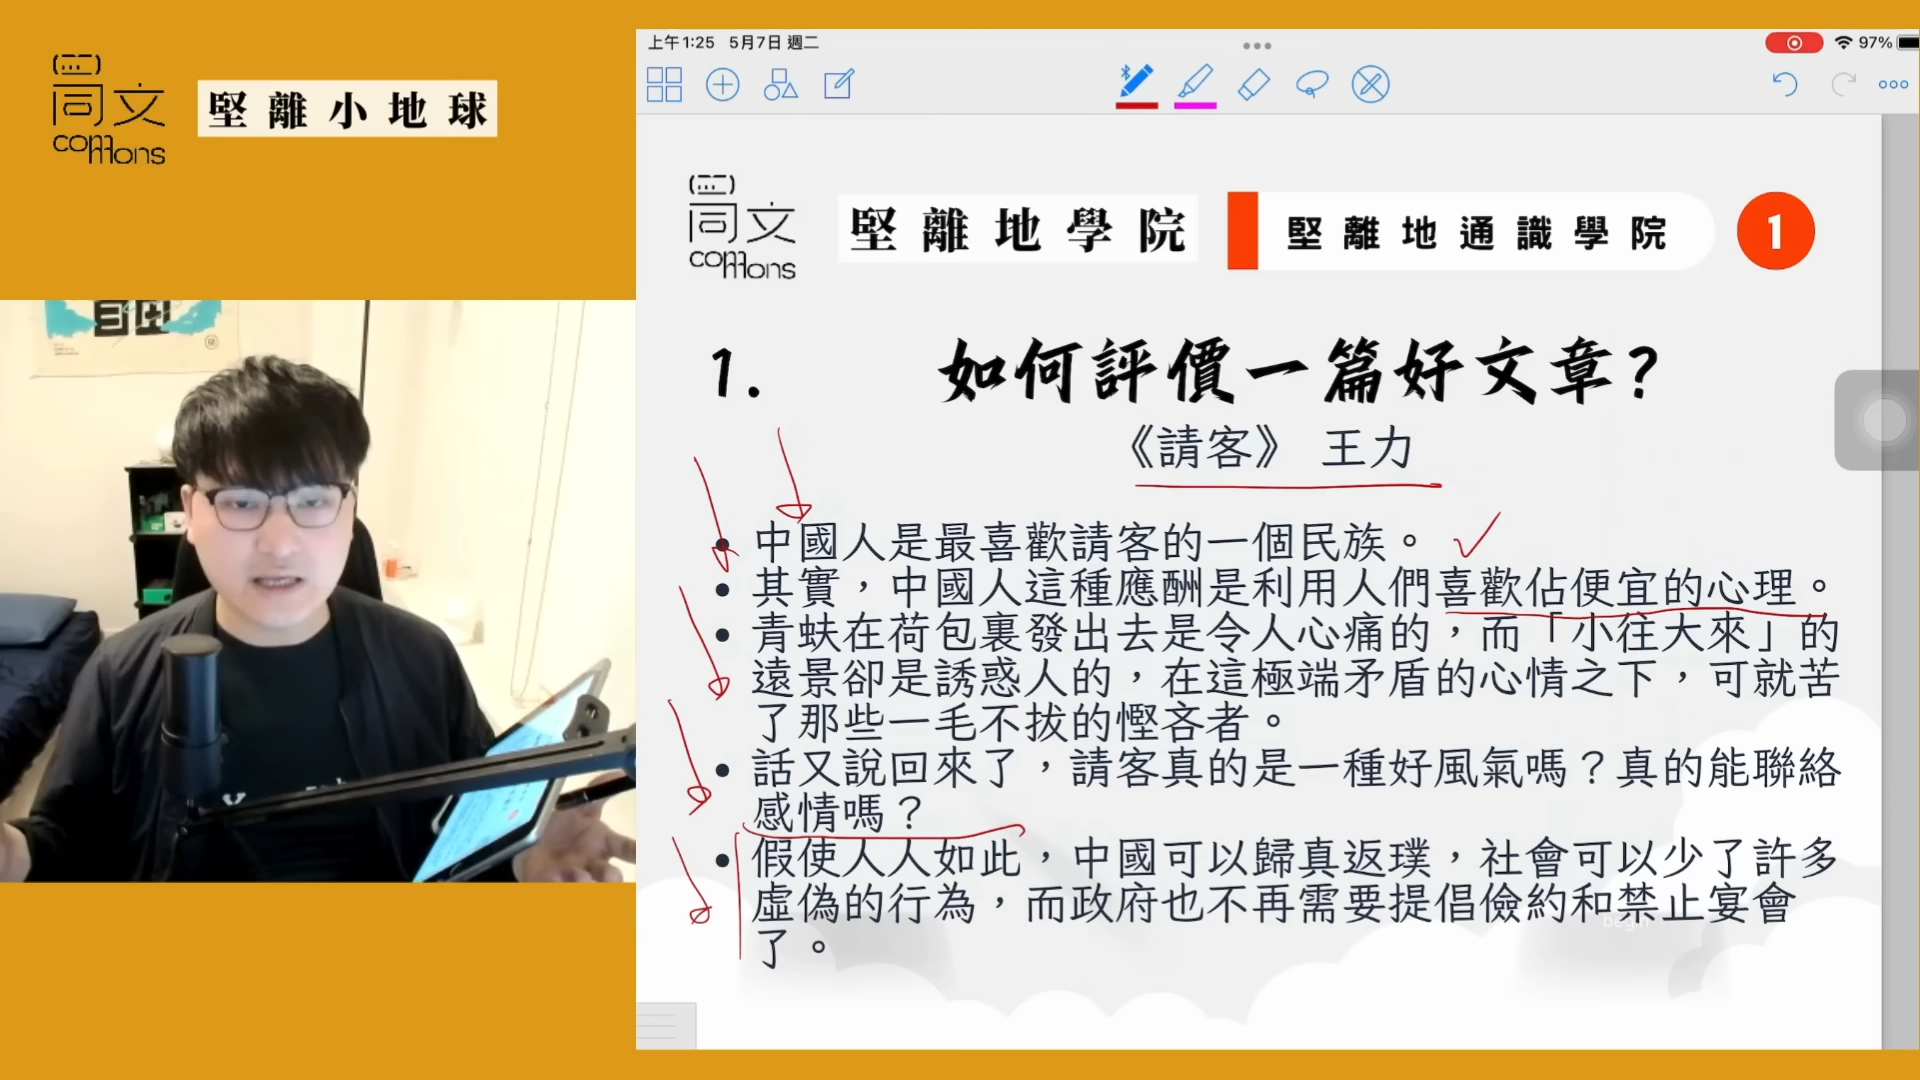 同文
commons
堅離小地球
自由
上午1:25 5月7日 週二
97%
同文
commons
堅離地學院
堅離地通識學院
1
1. 如何評價一篇好文章?
《請客》 王力
• 中國人是最喜歡請客的一個民族。
• 其實，中國人這種應酬是利用人們喜歡佔便宜的心理。
• 青蚨在荷包裏發出去是令人心痛的，而「小往大來」的
遠景卻是誘惑人的，在這極端矛盾的心情之下，可就苦
了那些一毛不拔的慳吝者。
• 話又說回來了，請客真的是一種好風氣嗎？真的能聯絡
感情嗎？
• 假使人人如此，中國可以歸真返璞，社會可以少了許多
虛偽的行為，而政府也不再需要提倡儉約和禁止宴會
了。